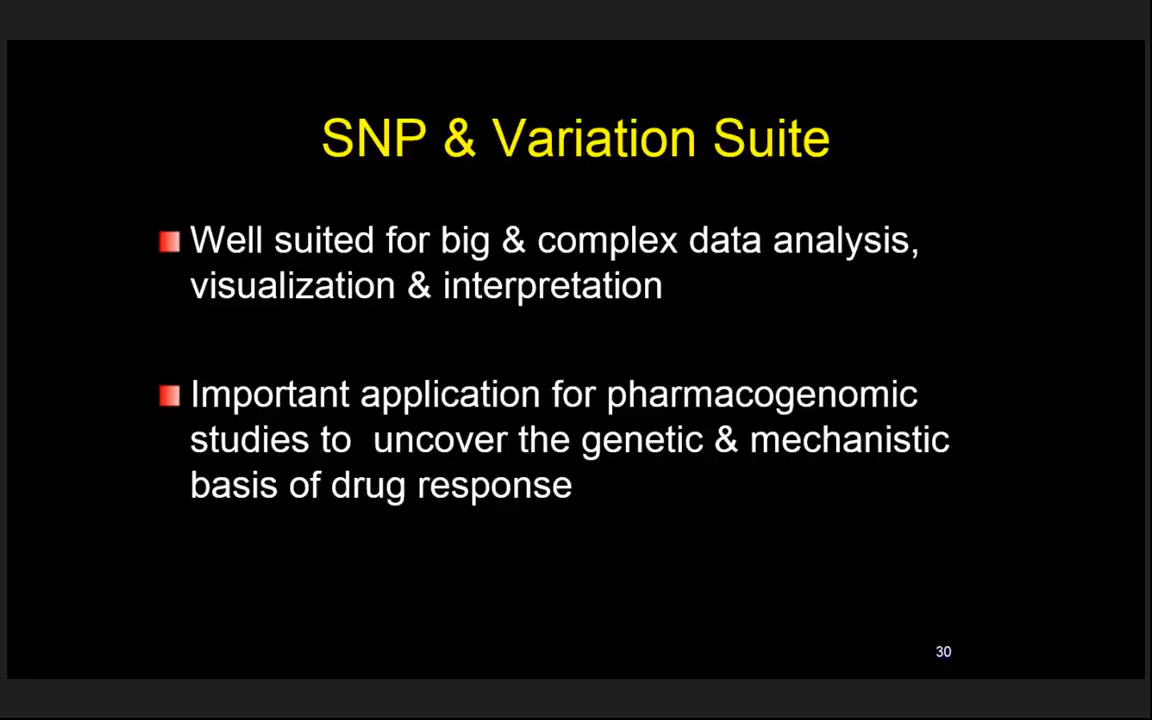 SNP & Variation Suite
Well suited for big & complex data analysis,
visualization & interpretation
Important application for pharmacogenomic
studies to  uncover the genetic & mechanistic
basis of drug response
30